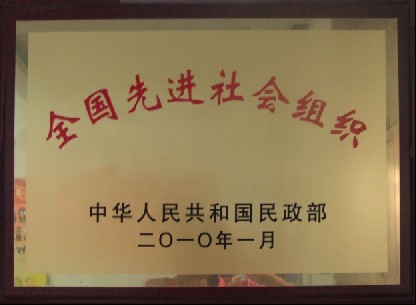 全国先进社会组织
中华人民共和国民政部
二〇一〇年一月